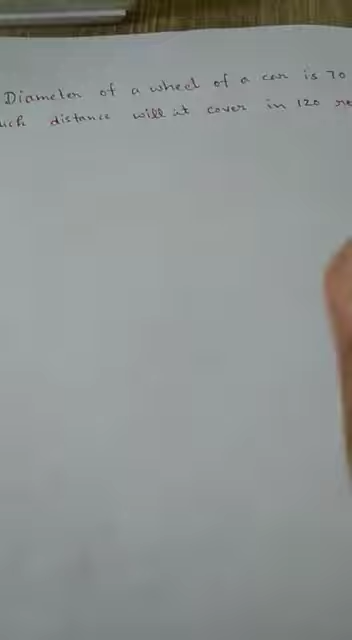 Diameter of a wheel of a car is 70
distance will it cover in 120